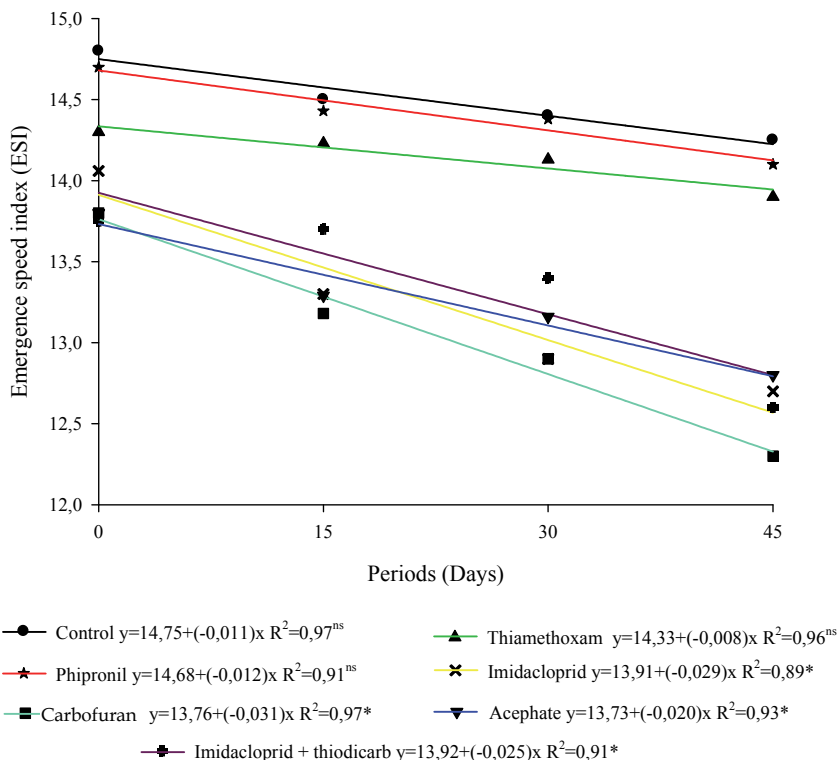 15,0
14,5
14,0
13,5
13,0
12,5
12,0
Emergence speed index (ESI)
0 15 30 45
Periods (Days)
Control y=14,75+(-0,011)x R²=0,97ⁿˢ
Thiamethoxam y=14,33+(-0,008)x R²=0,96ⁿˢ
Phipronil y=14,68+(-0,012)x R²=0,91ⁿˢ
Imidacloprid y=13,91+(-0,029)x R²=0,89*
Carbofuran y=13,76+(-0,031)x R²=0,97*
Acephate y=13,73+(-0,020)x R²=0,93*
Imidacloprid + thiodicarb y=13,92+(-0,025)x R²=0,91*